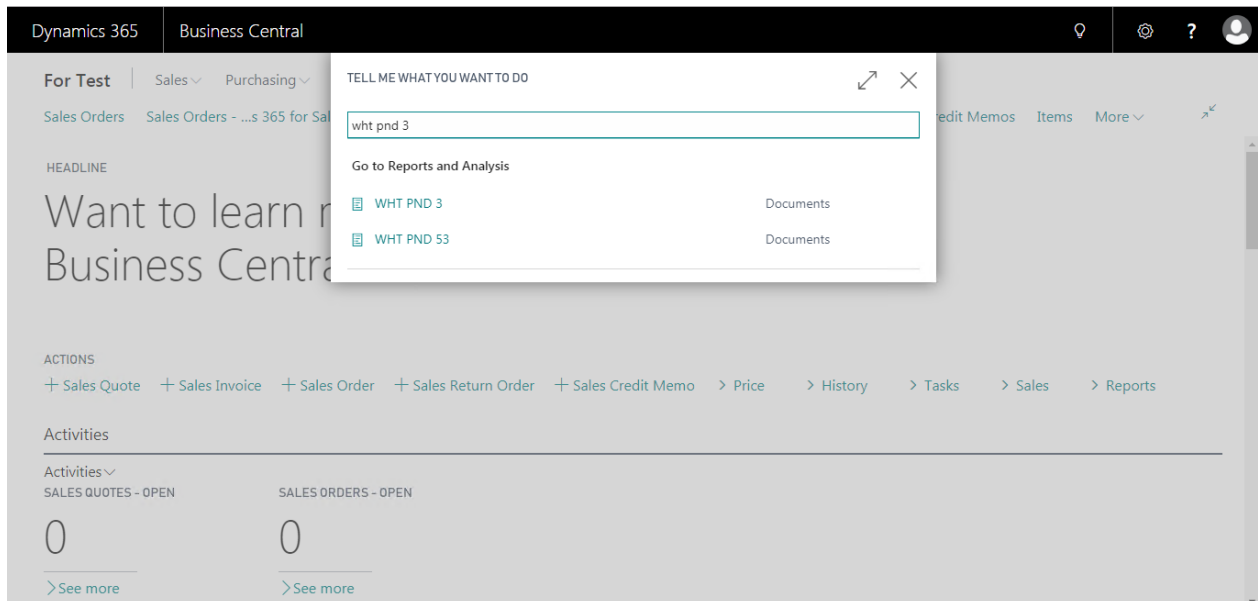 Dynamics 365 Business Central ?
For Test Sales Purchasing
TELL ME WHAT YOU WANT TO DO
Sales Orders Sales Orders - ...s 365 for Sal
wht pnd 3
edit Memos Items More
Go to Reports and Analysis
HEADLINE
WHT PND 3 Documents
Want to learn
WHT PND 53 Documents
Business Centra
ACTIONS
+ Sales Quote + Sales Invoice + Sales Order + Sales Return Order + Sales Credit Memo > Price > History > Tasks > Sales > Reports
Activities
Activities
SALES QUOTES - OPEN SALES ORDERS - OPEN
0 0
>See more >See more